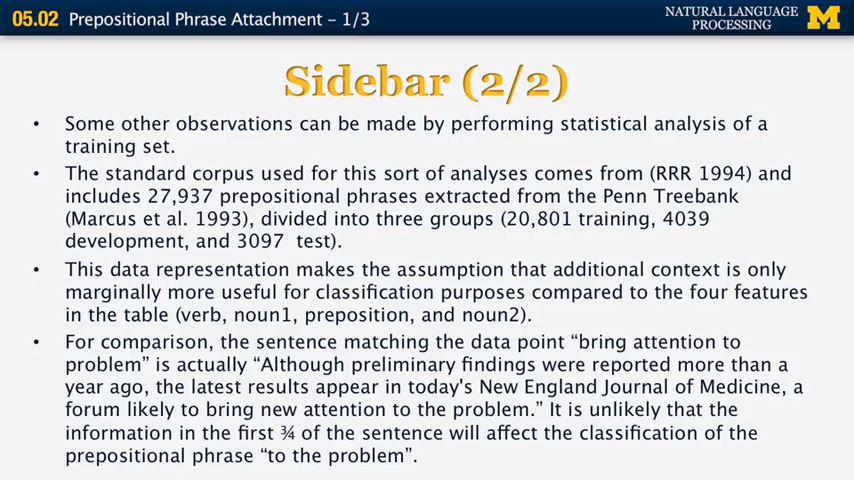 05.02 Prepositional Phrase Attachment – 1/3
NATURAL LANGUAGE
PROCESSING
M
Sidebar (2/2)
• Some other observations can be made by performing statistical analysis of a
training set.
• The standard corpus used for this sort of analyses comes from (RRR 1994) and
includes 27,937 prepositional phrases extracted from the Penn Treebank
(Marcus et al. 1993), divided into three groups (20,801 training, 4039
development, and 3097 test).
• This data representation makes the assumption that additional context is only
marginally more useful for classification purposes compared to the four features
in the table (verb, noun1, preposition, and noun2).
• For comparison, the sentence matching the data point “bring attention to
problem” is actually “Although preliminary findings were reported more than a
year ago, the latest results appear in today's New England Journal of Medicine, a
forum likely to bring new attention to the problem.” It is unlikely that the
information in the first ¾ of the sentence will affect the classification of the
prepositional phrase “to the problem”.